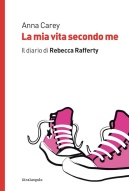 Anna Carey
La mia vita secondo me
Il diario di Rebecca Rafferty